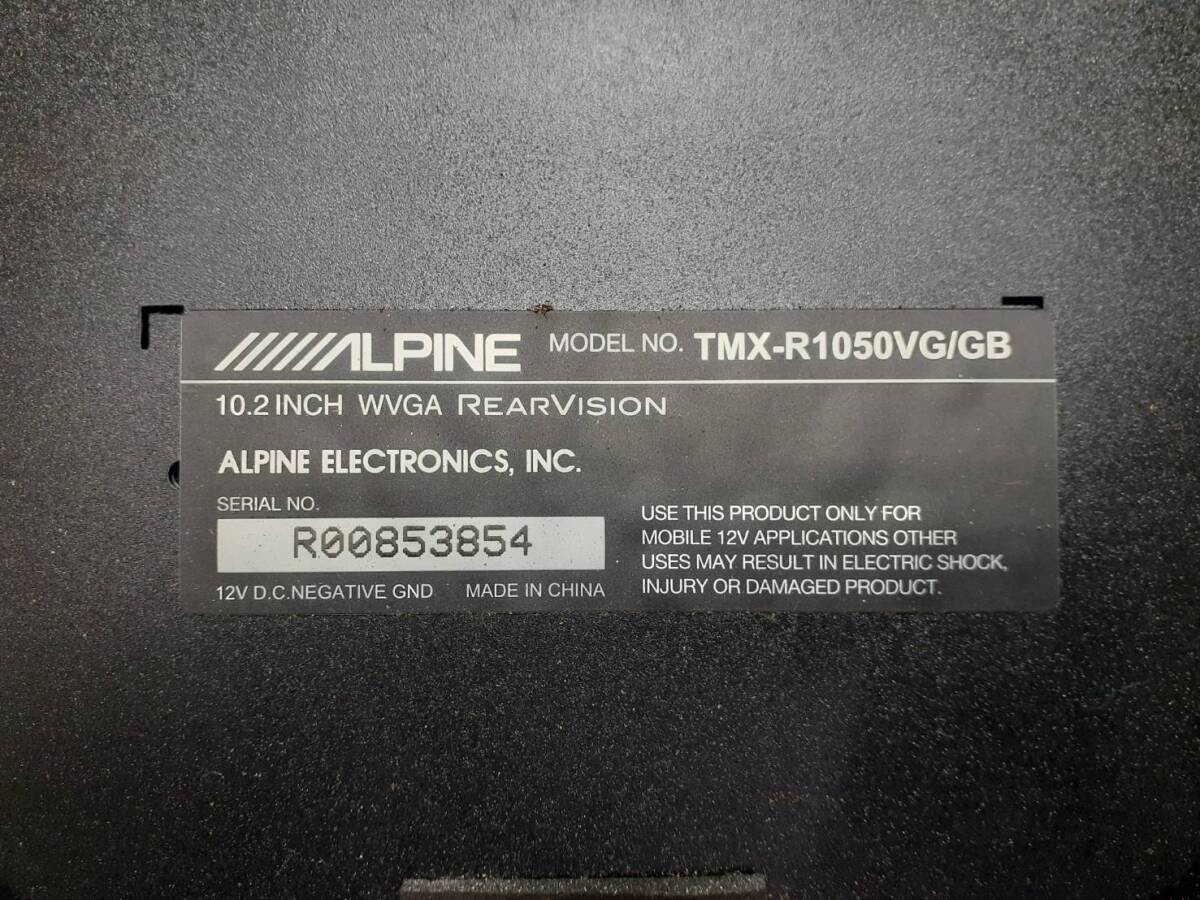 ALPINE MODEL NO. TMX-R1050VG/GB
10.2 INCH WVGA REARVISION
ALPINE ELECTRONICS, INC.
SERIAL NO.
R00853854
12V D.C.NEGATIVE GND MADE IN CHINA
USE THIS PRODUCT ONLY FOR
MOBILE 12V APPLICATIONS OTHER
USES MAY RESULT IN ELECTRIC SHOCK,
INJURY OR DAMAGED PRODUCT.